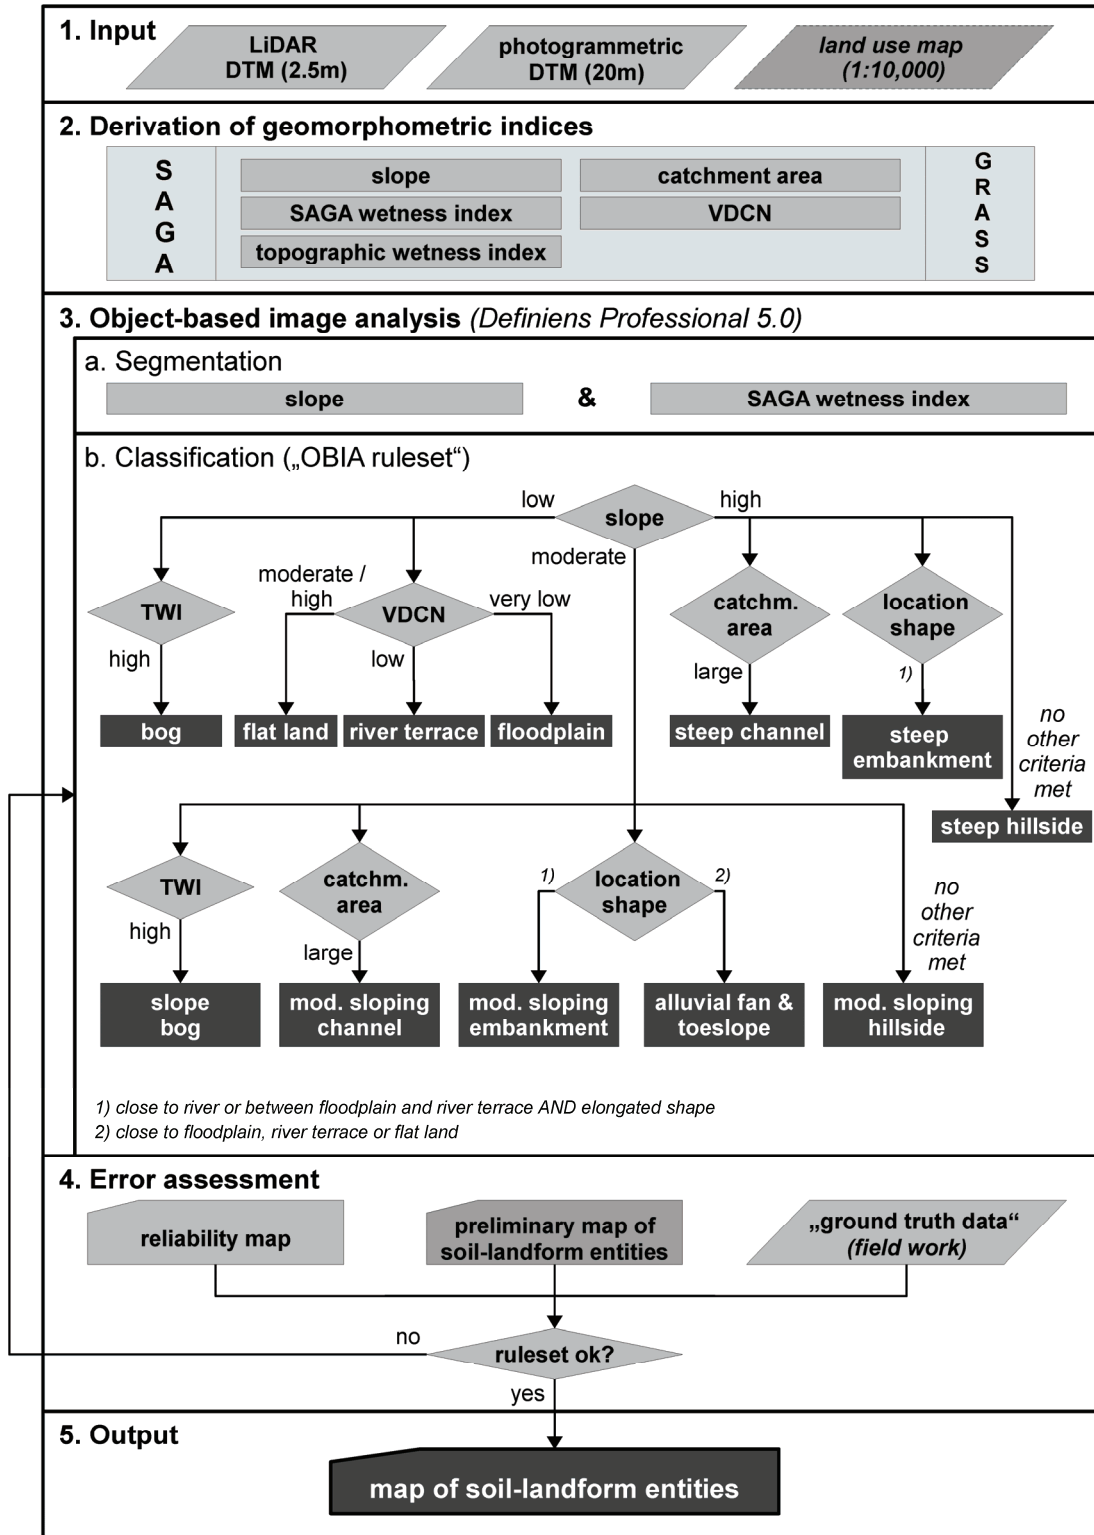 1. Input
LiDAR
DTM (2.5m)
photogrammetric
DTM (20m)
land use map
(1:10,000)
2. Derivation of geomorphometric indices
S
A
G
A
slope
catchment area
SAGA wetness index
VDCN
topographic wetness index
G
R
A
S
S
3. Object-based image analysis (Definiens Professional 5.0)
a. Segmentation
slope
&
SAGA wetness index
b. Classification („OBIA ruleset“)
low
slope
high
moderate
TWI
high
moderate /
high
VDCN
very low
low
catchm.
area
large
location
shape
1)
bog
flat land
river terrace
floodplain
steep channel
steep
embankment
no
other
criteria
met
steep hillside
TWI
high
catchm.
area
large
1)
location
shape
2)
no
other
criteria
met
slope
bog
mod. sloping
channel
mod. sloping
embankment
alluvial fan &
toeslope
mod. sloping
hillside
1) close to river or between floodplain and river terrace AND elongated shape
2) close to floodplain, river terrace or flat land
4. Error assessment
reliability map
preliminary map of
soil-landform entities
„ground truth data“
(field work)
no
ruleset ok?
yes
5. Output
map of soil-landform entities